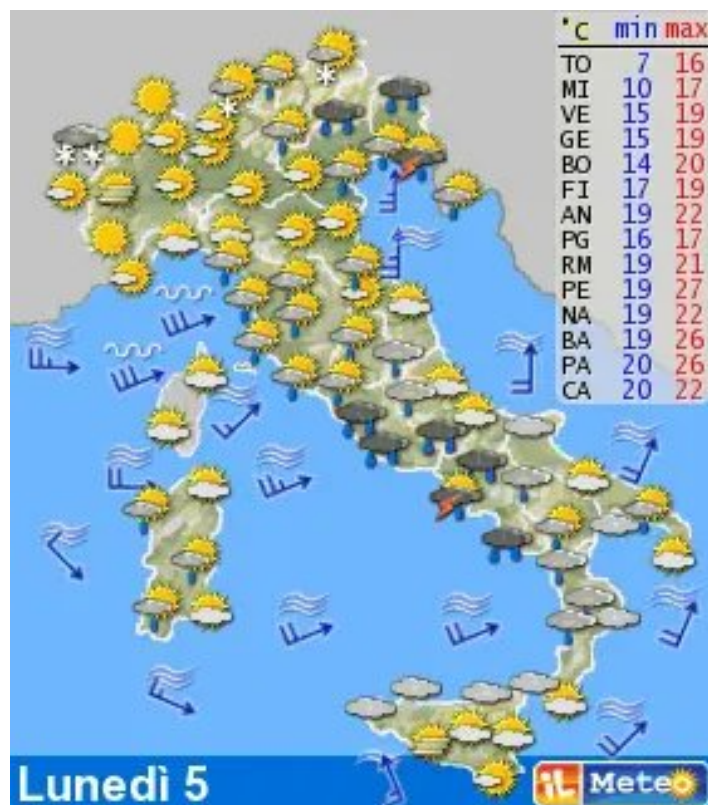 °C min max
TO 7 16
MI 10 17
VE 15 19
GE 15 19
BO 14 20
FI 17 19
AN 19 22
PG 16 17
RM 19 21
PE 19 27
NA 19 22
BA 19 26
PA 20 26
CA 20 22
Lunedì 5
iL Meteo